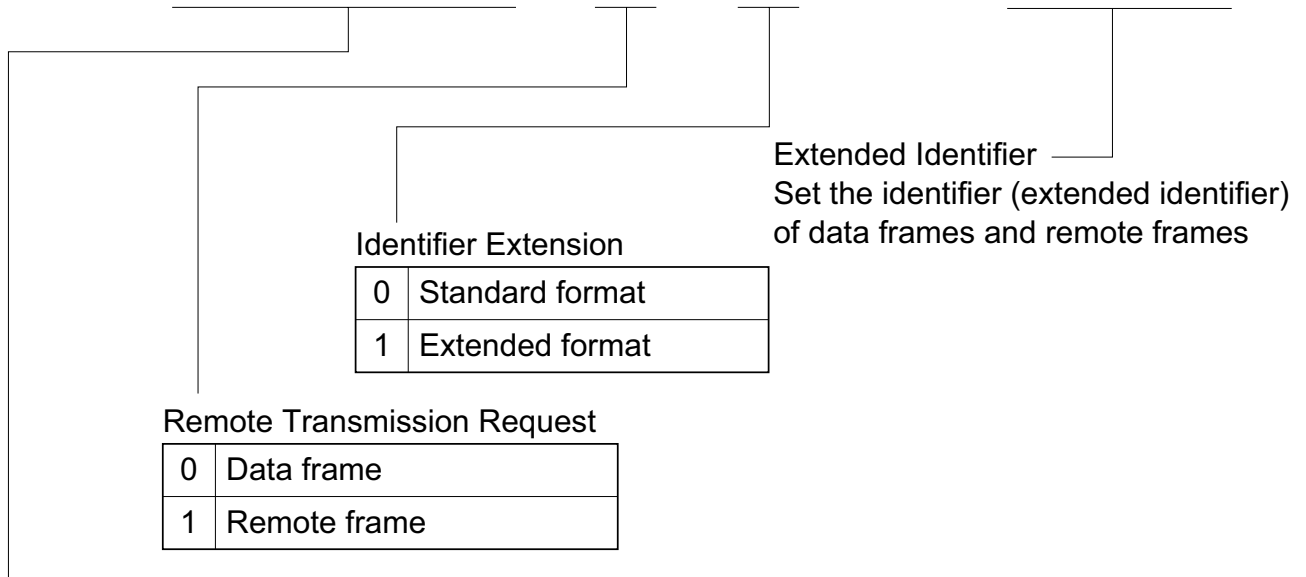 Extended Identifier
Set the identifier (extended identifier)
of data frames and remote frames
Identifier Extension
0 Standard format
1 Extended format
Remote Transmission Request
0 Data frame
1 Remote frame